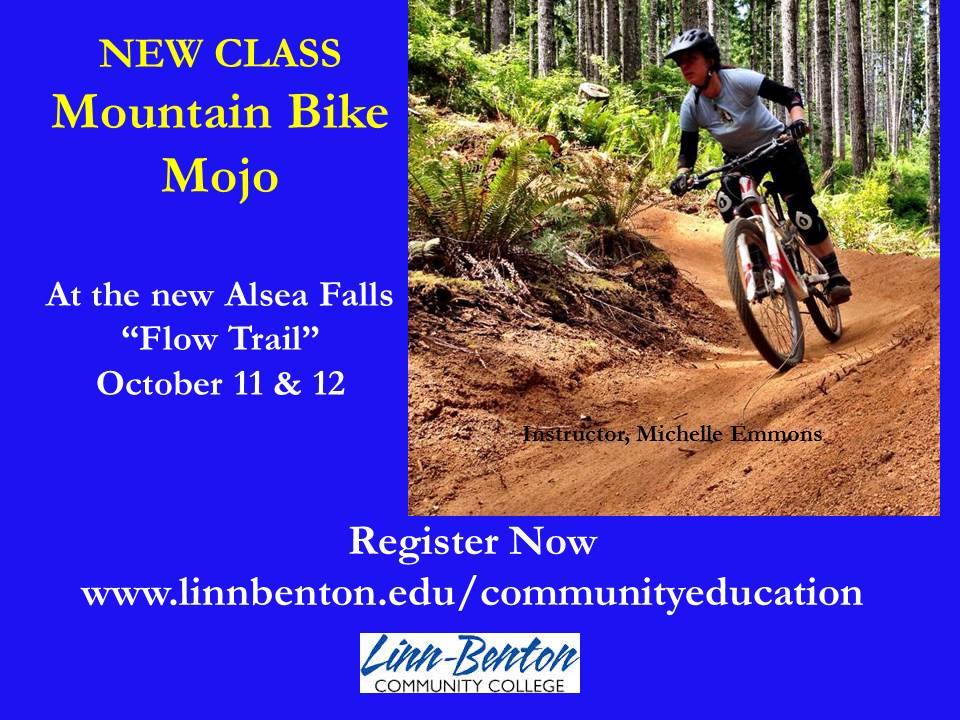 NEW CLASS
Mountain Bike
Mojo
At the new Alsea Falls
“Flow Trail”
October 11 & 12
Instructor, Michelle Emmons
Register Now
www.linnbenton.edu/communityeducation
Linn-Benton
COMMUNITY COLLEGE